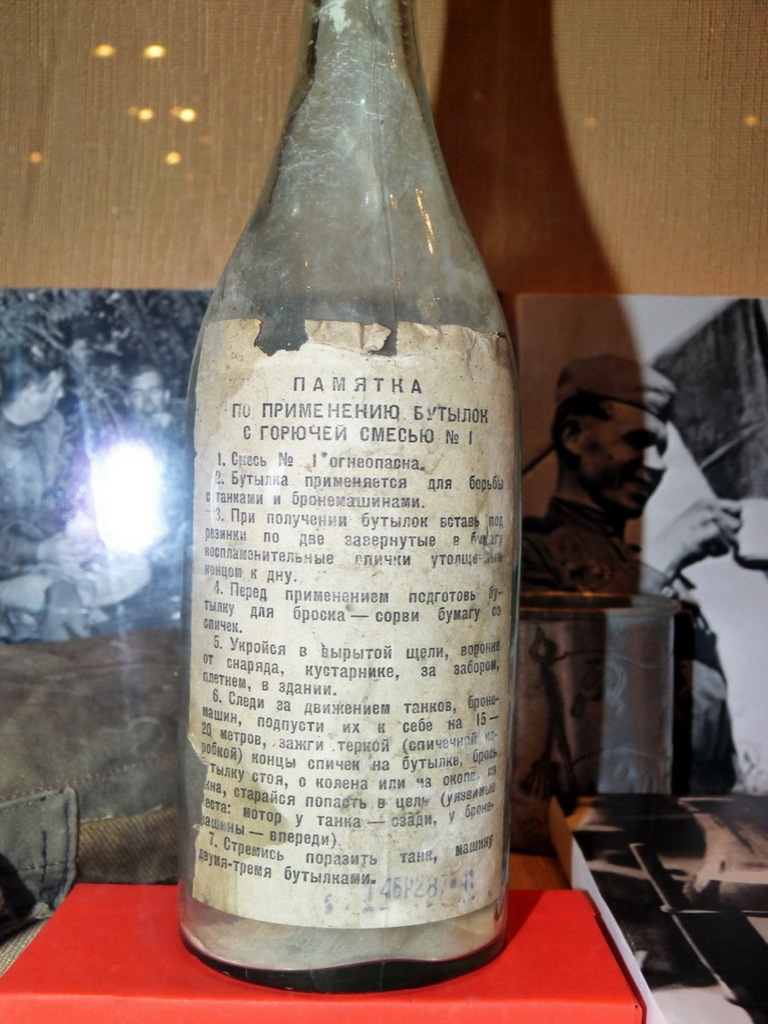 ПАМЯТКА
ПО ПРИМЕНЕНИЮ БУТЫЛОК
С ГОРЮЧЕЙ СМЕСЬЮ № 1
1. Смесь № 1 огнеопасна.
2. Бутылка применяется для борьбы
с танками и бронемашинами.
3. При получении бутылок вставь под
резинки по две завернутые в бумагу
воспламенительные спички утолщенным
концом к дну.
4. Перед применением подготовь бу-
тылку для броска — сорви бумагу со
спичек.
5. Укройся в вырытой щели, воронке
от снаряда, кустарнике, за забором,
плетнем, в здании.
6. Следи за движением танков, броне-
машин, подпусти их к себе на 15—
20 метров, зажги теркой (спичечной ко-
робкой) концы спичек на бутылке, брось
тылку стоя, с колена или из окопа, из
кна, старайся попасть в цель (уязвимые
еста: мотор у танка — сзади, у броне-
машины — впереди)
7. Стремись поразить танк, машину
двумя-тремя бутылками.